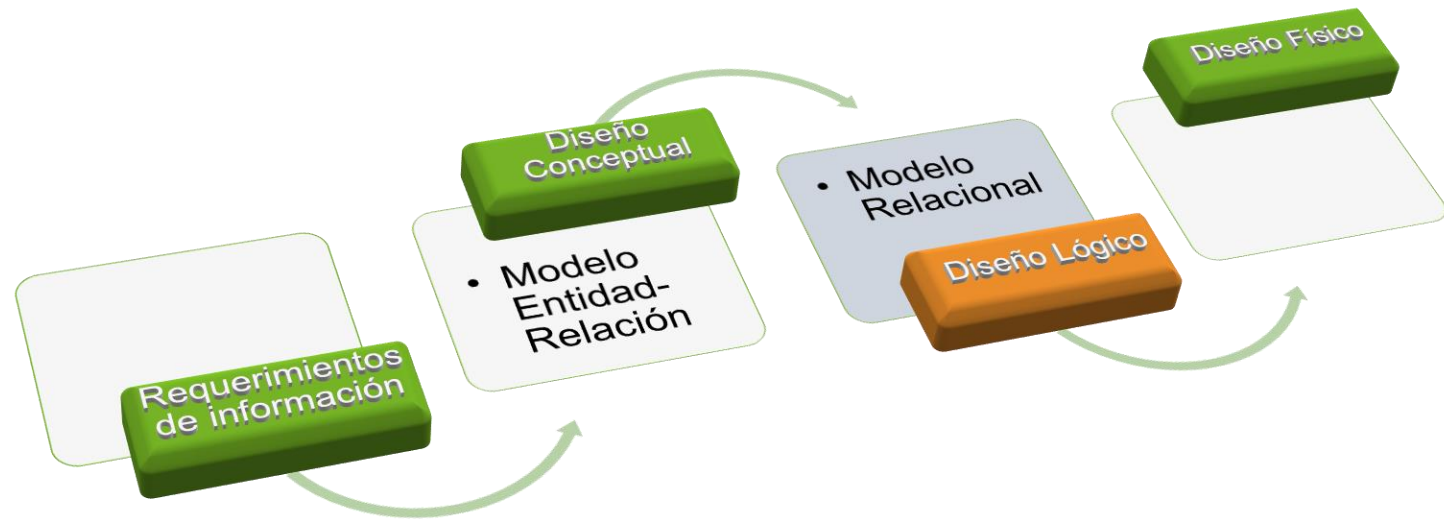 Requerimientos
de información
Diseño
Conceptual
• Modelo
Entidad-
Relación
• Modelo
Relacional
Diseño Lógico
Diseño Físico